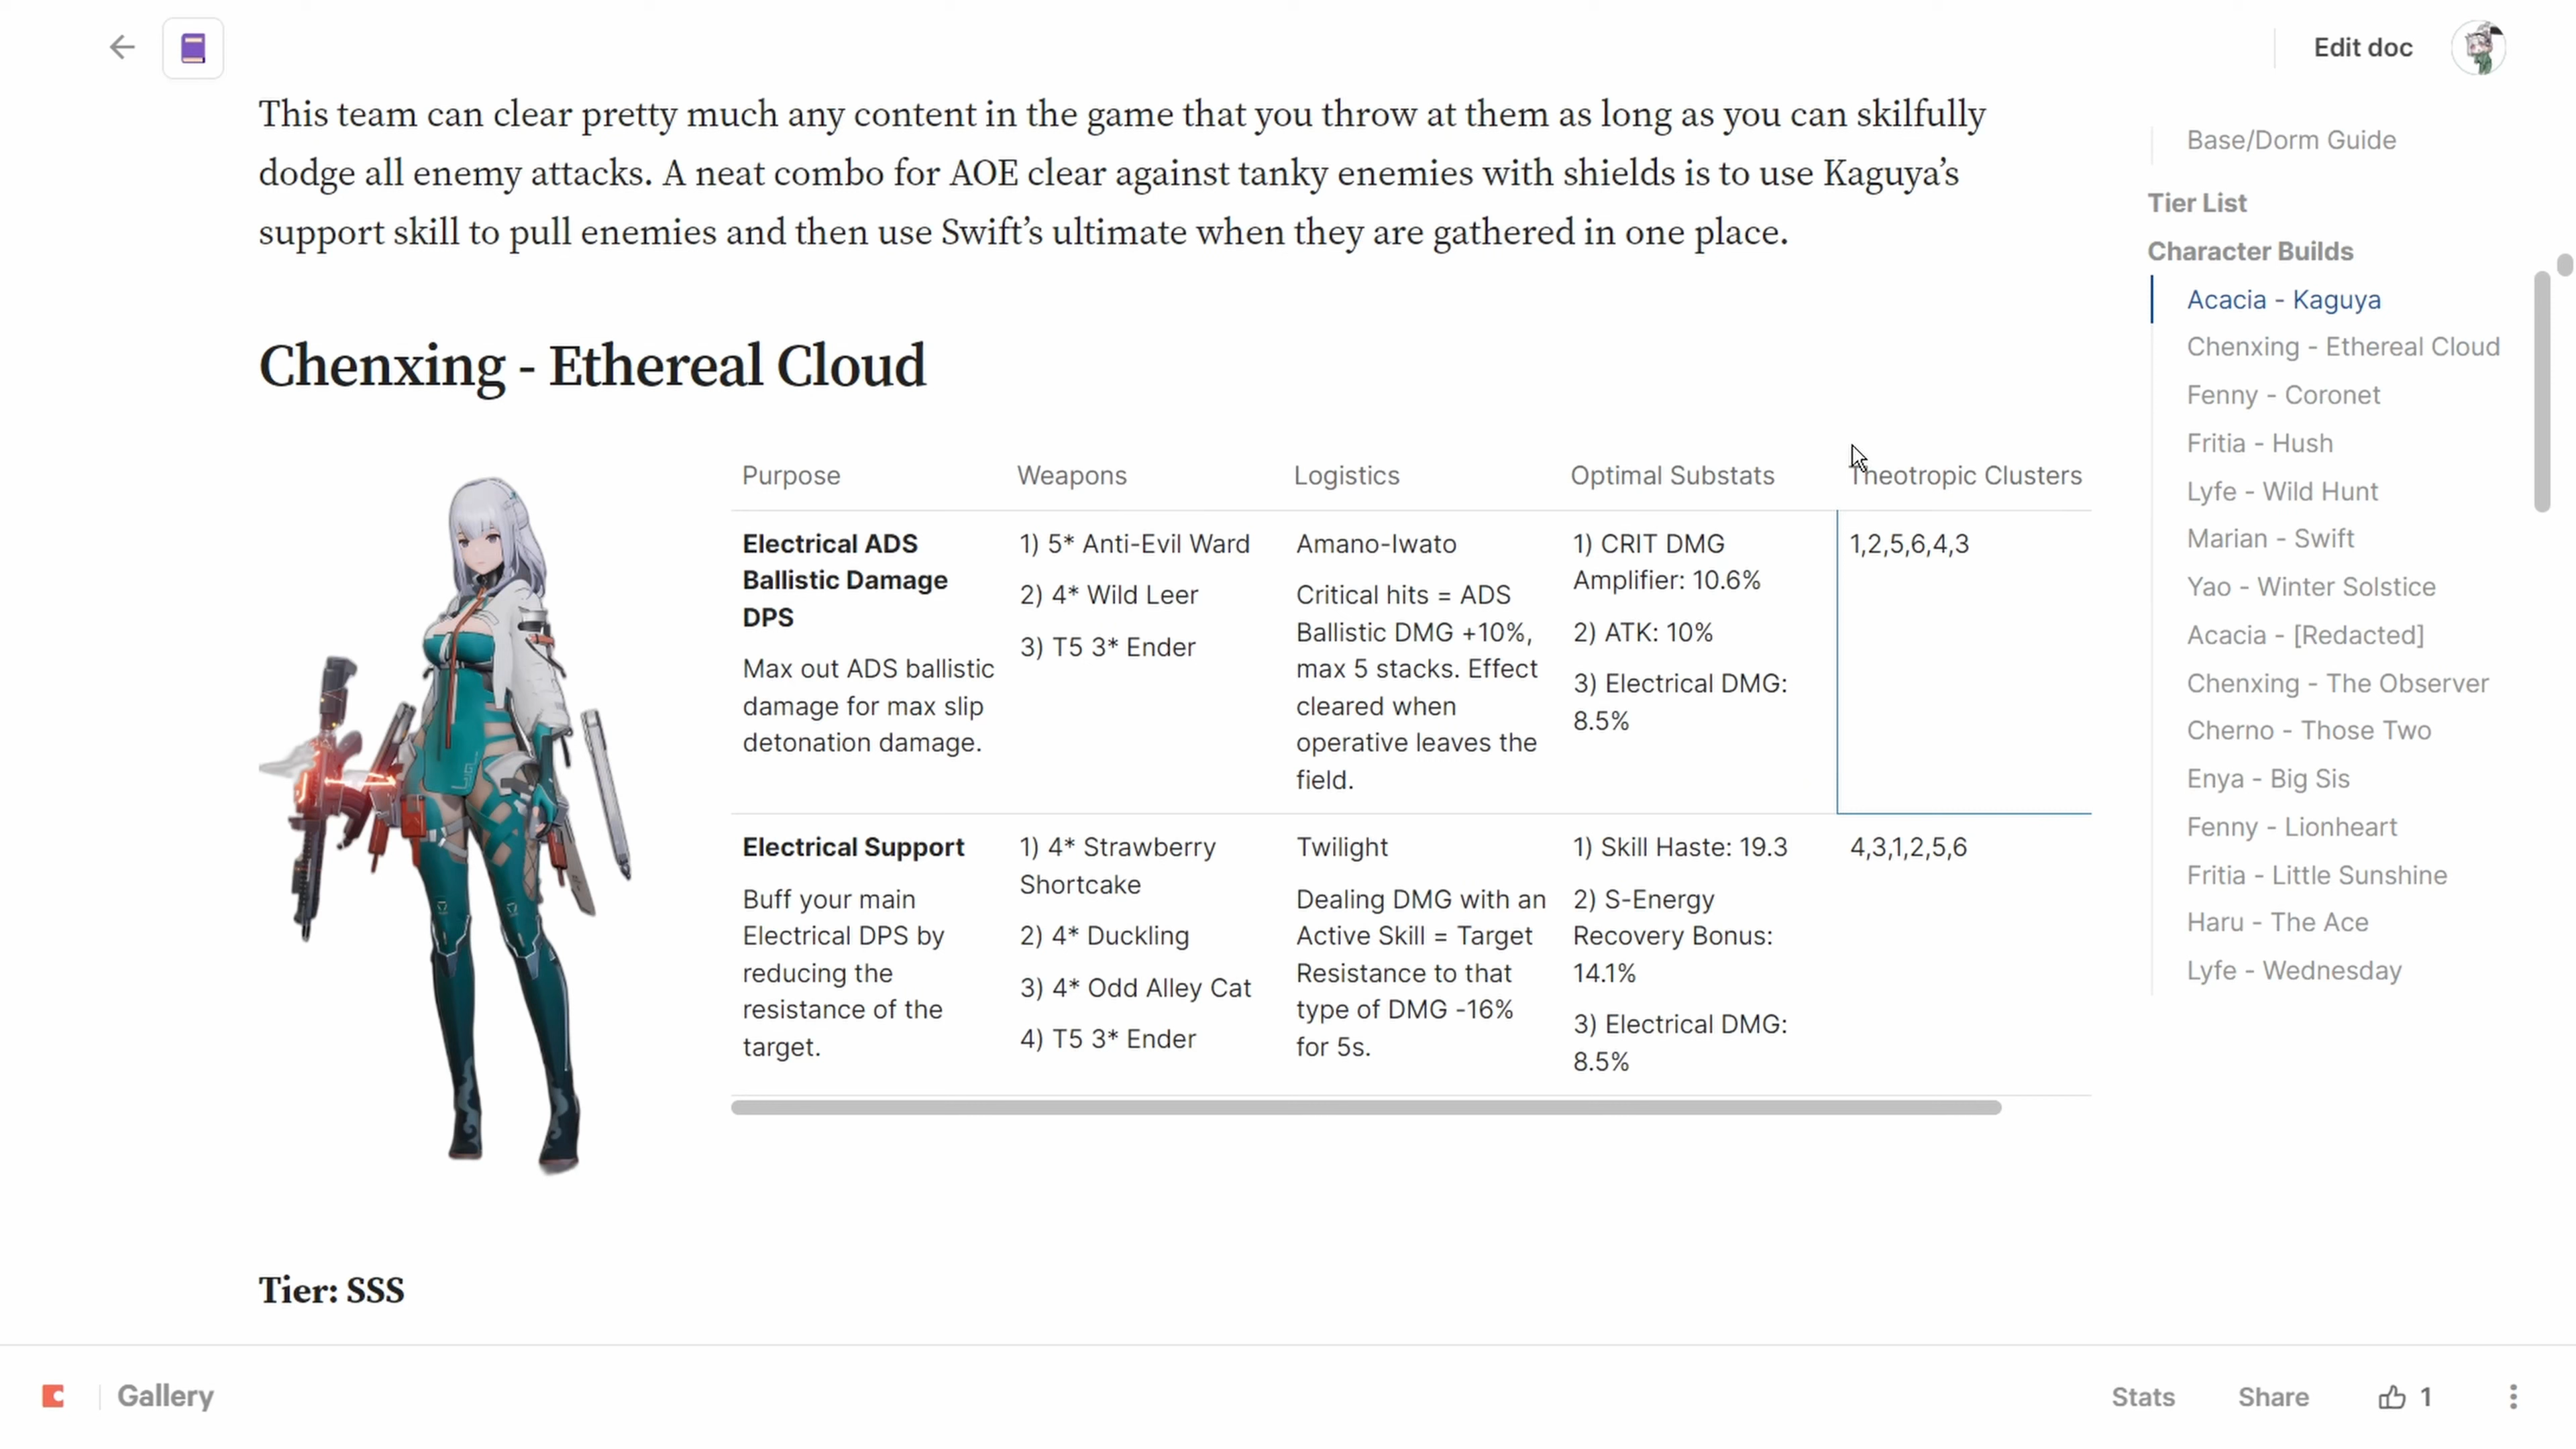 Edit doc
This team can clear pretty much any content in the game that you throw at them as long as you can skilfully
dodge all enemy attacks. A neat combo for AOE clear against tanky enemies with shields is to use Kaguya’s
support skill to pull enemies and then use Swift’s ultimate when they are gathered in one place.
Chenxing - Ethereal Cloud
Purpose
Weapons
Logistics
Optimal Substats
Theotropic Clusters
Electrical ADS
Ballistic Damage
DPS
Max out ADS ballistic
damage for max slip
detonation damage.
1) 5* Anti-Evil Ward
2) 4* Wild Leer
3) T5 3* Ender
Amano-Iwato
Critical hits = ADS
Ballistic DMG +10%,
max 5 stacks. Effect
cleared when
operative leaves the
field.
1) CRIT DMG
Amplifier: 10.6%
2) ATK: 10%
3) Electrical DMG:
8.5%
1,2,5,6,4,3
Electrical Support
Buff your main
Electrical DPS by
reducing the
resistance of the
target.
1) 4* Strawberry
Shortcake
2) 4* Duckling
3) 4* Odd Alley Cat
4) T5 3* Ender
Twilight
Dealing DMG with an
Active Skill = Target
Resistance to that
type of DMG -16%
for 5s.
1) Skill Haste: 19.3
2) S-Energy
Recovery Bonus:
14.1%
3) Electrical DMG:
8.5%
4,3,1,2,5,6
Tier: SSS
Base/Dorm Guide
Tier List
Character Builds
Acacia - Kaguya
Chenxing - Ethereal Cloud
Fenny - Coronet
Fritia - Hush
Lyfe - Wild Hunt
Marian - Swift
Yao - Winter Solstice
Acacia - [Redacted]
Chenxing - The Observer
Cherno - Those Two
Enya - Big Sis
Fenny - Lionheart
Fritia - Little Sunshine
Haru - The Ace
Lyfe - Wednesday
Gallery
Stats
Share
1